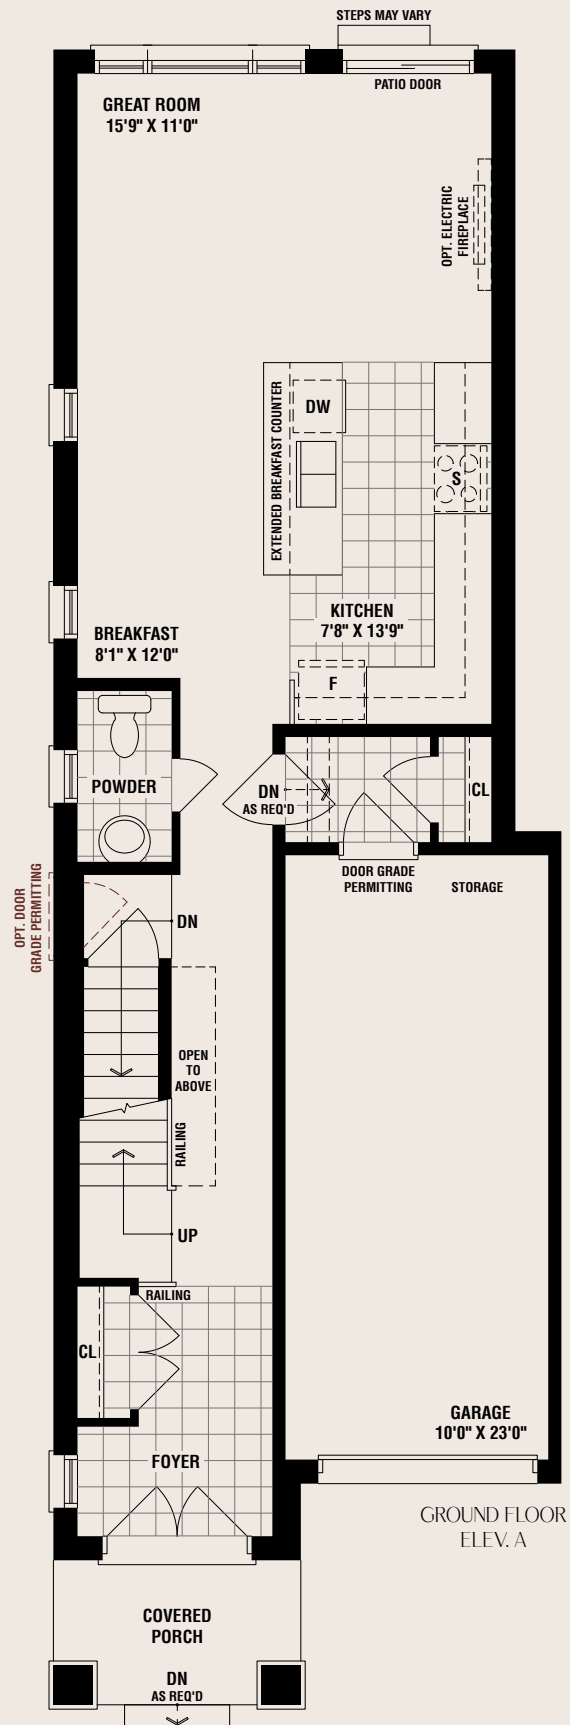 STEPS MAY VARY
PATIO DOOR
GREAT ROOM
15'9" X 11'0"
OPT. ELECTRIC
FIREPLACE
EXTENDED BREAKFAST COUNTER
DW
S
KITCHEN
7'8" X 13'9"
BREAKFAST
8'1" X 12'0"
F
POWDER
DN
AS REQ'D
CL
DOOR GRADE
PERMITTING
STORAGE
OPT. DOOR
GRADE PERMITTING
DN
OPEN
TO
ABOVE
RAILING
UP
RAILING
CL
GARAGE
10'0" X 23'0"
FOYER
GROUND FLOOR
ELEV. A
COVERED
PORCH
DN
AS REQ'D